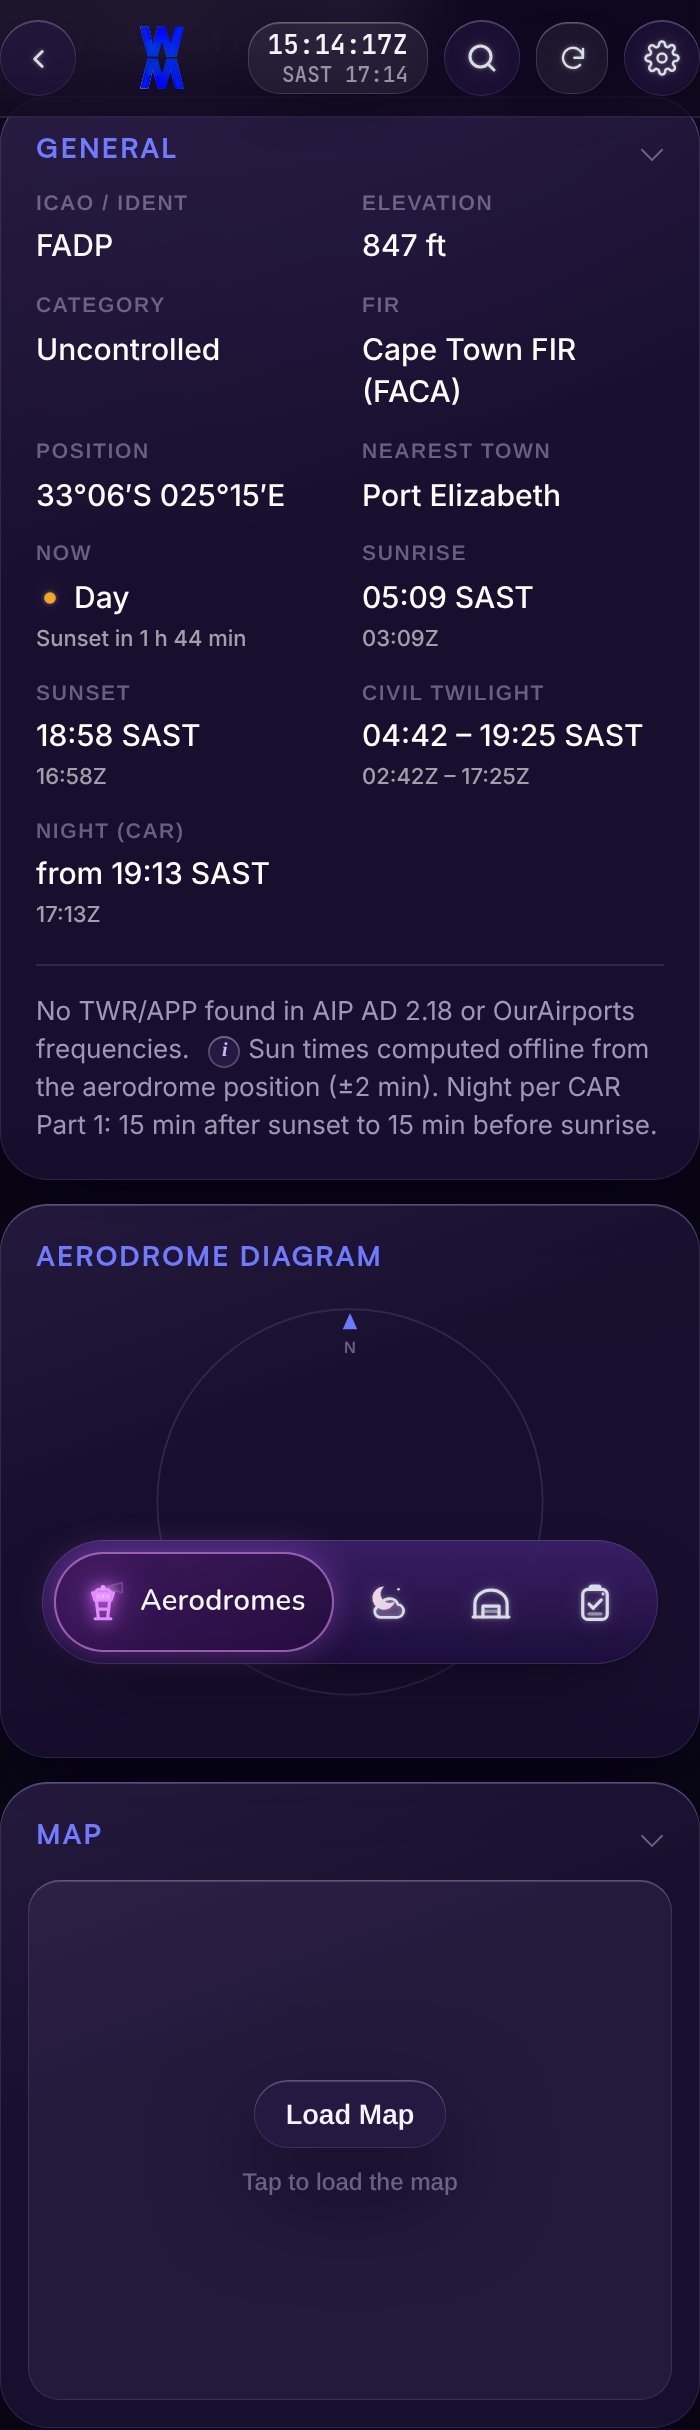 W
M
15:14:17Z
SAST 17:14
GENERAL
ICAO / IDENT
FADP
ELEVATION
847 ft
CATEGORY
Uncontrolled
FIR
Cape Town FIR
(FACA)
POSITION
33°06′S 025°15′E
NEAREST TOWN
Port Elizabeth
NOW
Day
Sunset in 1 h 44 min
SUNRISE
05:09 SAST
03:09Z
SUNSET
18:58 SAST
16:58Z
CIVIL TWILIGHT
04:42 – 19:25 SAST
02:42Z – 17:25Z
NIGHT (CAR)
from 19:13 SAST
17:13Z
No TWR/APP found in AIP AD 2.18 or OurAirports
frequencies. i Sun times computed offline from
the aerodrome position (±2 min). Night per CAR
Part 1: 15 min after sunset to 15 min before sunrise.
AERODROME DIAGRAM
N
Aerodromes
MAP
Load Map
Tap to load the map